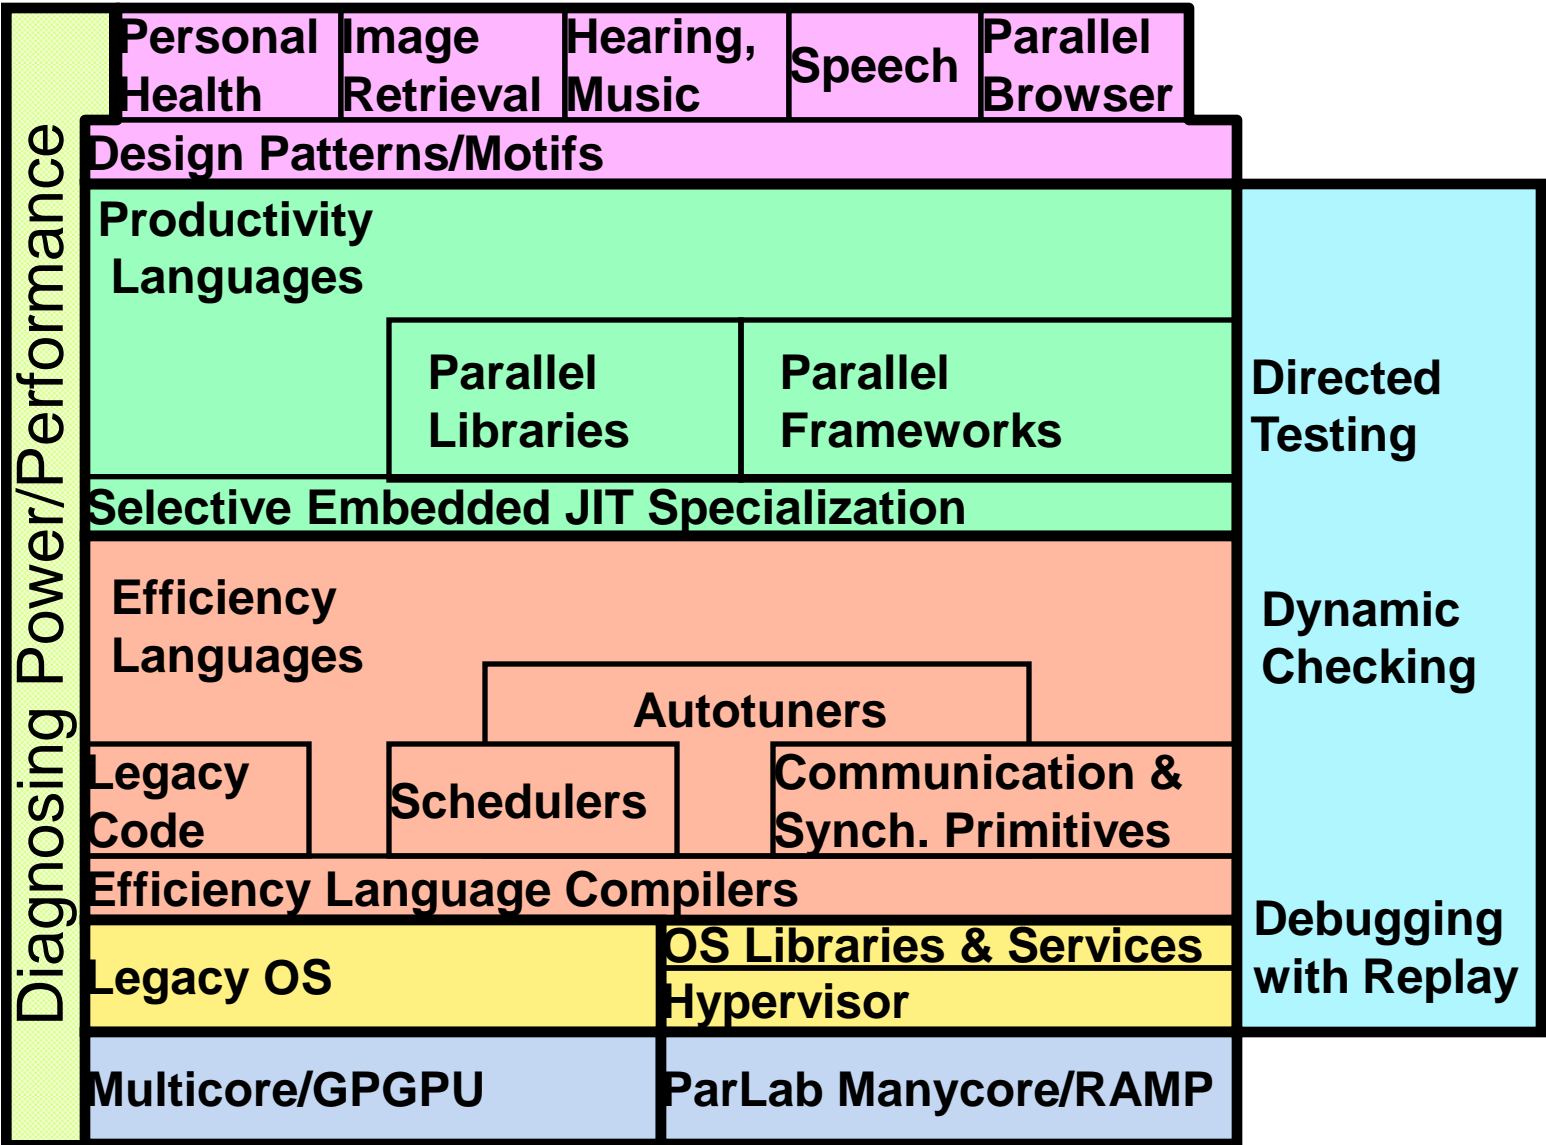 Diagnosing Power/Performance
Personal
Health
Image
Retrieval
Hearing,
Music
Speech
Parallel
Browser
Design Patterns/Motifs
Productivity
Languages
Parallel
Libraries
Parallel
Frameworks
Selective Embedded JIT Specialization
Efficiency
Languages
Autotuners
Legacy
Code
Schedulers
Communication &
Synch. Primitives
Efficiency Language Compilers
Legacy OS
OS Libraries & Services
Hypervisor
Multicore/GPGPU
ParLab Manycore/RAMP
Directed
Testing
Dynamic
Checking
Debugging
with Replay